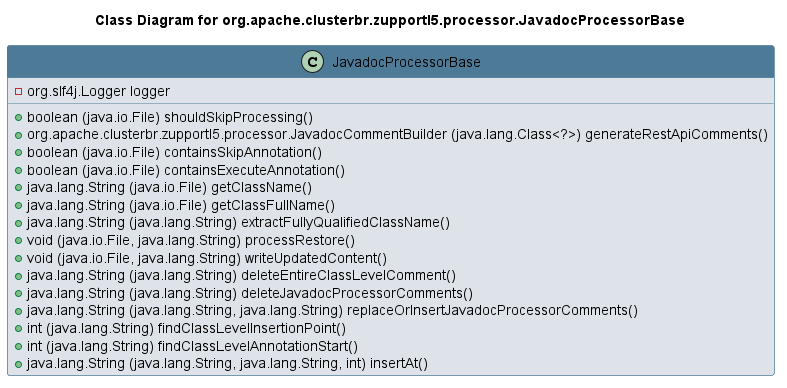 Class Diagram for org.apache.clusterbr.zupportl5.processor.JavadocProcessorBase
C JavadocProcessorBase
org.slf4j.Logger logger
boolean (java.io.File) shouldSkipProcessing()
org.apache.clusterbr.zupportl5.processor.JavadocCommentBuilder (java.lang.Class<?>) generateRestApiComments()
boolean (java.io.File) containsSkipAnnotation()
boolean (java.io.File) containsExecuteAnnotation()
java.lang.String (java.io.File) getClassName()
java.lang.String (java.io.File) getClassFullName()
java.lang.String (java.lang.String) extractFullyQualifiedClassName()
void (java.io.File, java.lang.String) processRestore()
void (java.io.File, java.lang.String) writeUpdatedContent()
java.lang.String (java.lang.String) deleteEntireClassLevelComment()
java.lang.String (java.lang.String) deleteJavadocProcessorComments()
java.lang.String (java.lang.String, java.lang.String) replaceOrInsertJavadocProcessorComments()
int (java.lang.String) findClassLevelInsertionPoint()
int (java.lang.String) findClassLevelAnnotationStart()
java.lang.String (java.lang.String, java.lang.String, int) insertAt()